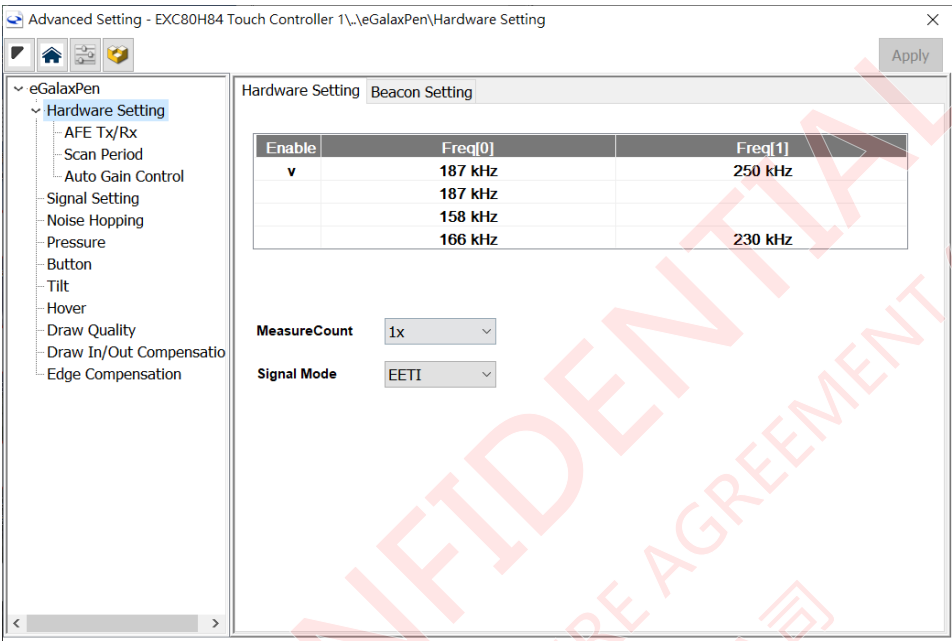 Advanced Setting - EXC80H84 Touch Controller 1\..\eGalaxPen\Hardware Setting
Apply
eGalaxPen
Hardware Setting
AFE Tx/Rx
Scan Period
Auto Gain Control
Signal Setting
Noise Hopping
Pressure
Button
Tilt
Hover
Draw Quality
Draw In/Out Compensatio
Edge Compensation
Hardware Setting Beacon Setting
Enable Freq[0] Freq[1]
v 187 kHz 250 kHz
187 kHz
158 kHz
166 kHz 230 kHz
MeasureCount 1x
Signal Mode EETI
NFIDENTIAL
RE AGREEMENT
司